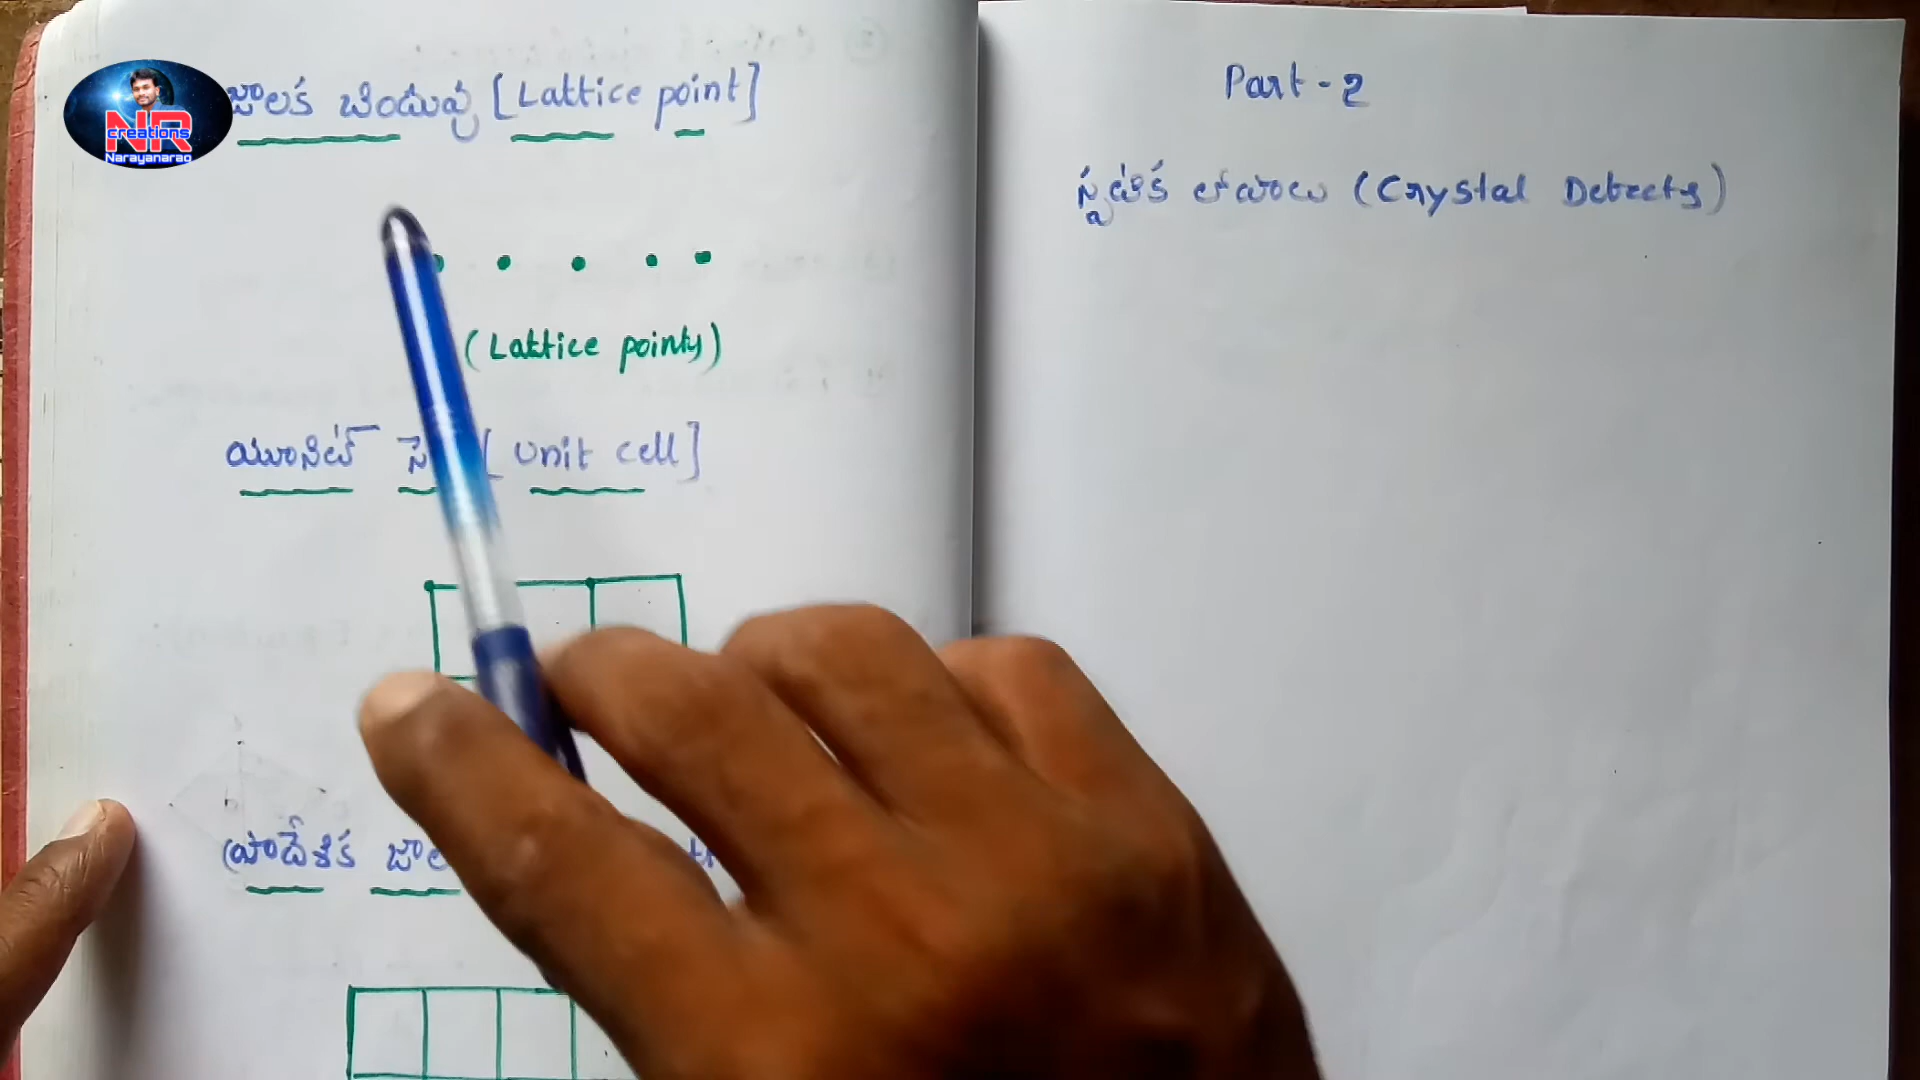 NR
creations
Narayanarao
జాలక బిందువు [Lattice point]
(Lattice points)
యూనిట్ [unit cell]
ప్రాదేశిక
Part - 2
స్ఫటిక లోపాలు (Crystal Defects)